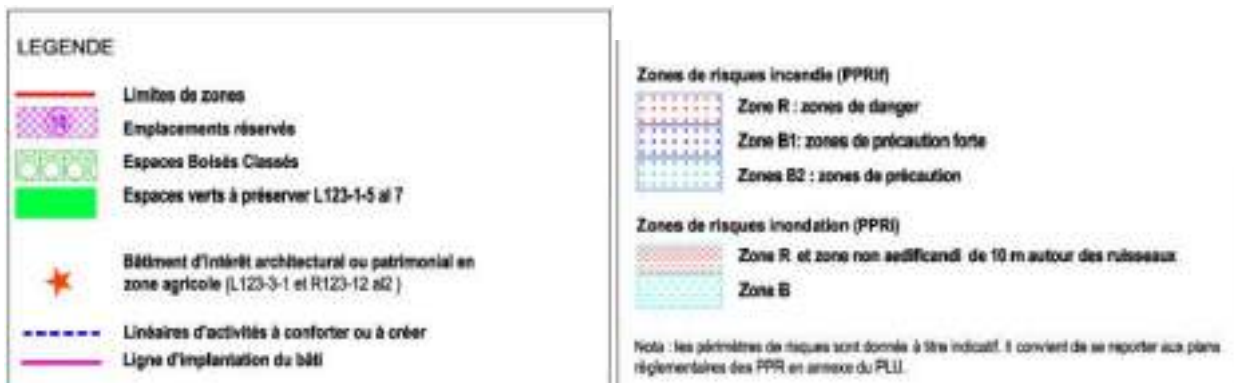 LEGENDE
Limites de zones
Emplacements réservés
Espaces Boisés Classés
Espaces verts à préserver L123-1-5 al 7
Bâtiment d'intérêt architectural ou patrimonial en
zone agricole (L123-3-1 et R123-12 al2 )
Linéaires d'activités à conforter ou à créer
Ligne d'implantation du bâti
Zones de risques incendie (PPRIf)
Zone R : zones de danger
Zone B1: zones de précaution forte
Zones B2 : zones de précaution
Zones de risques inondation (PPRI)
Zone R et zone non aedificandi de 10 m autour des ruisseaux
Zone B
Nota : les périmètres de risques sont donnés à titre indicatif. Il convient de se reporter aux plans
réglementaires des PPR en annexe du PLU.